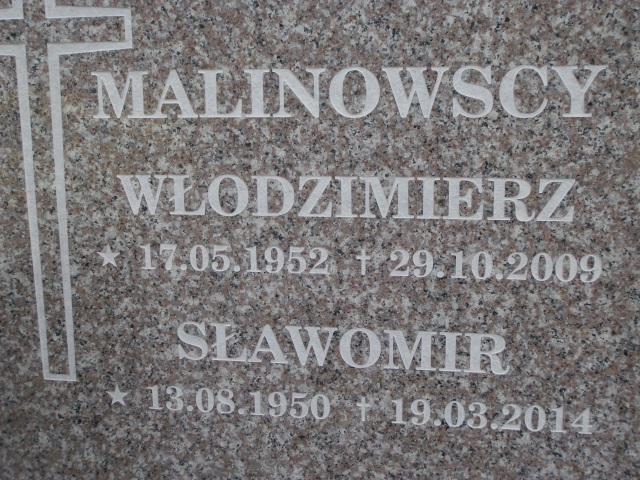 MALINOWSCY
WŁODZIMIERZ
★ 17.05.1952 † 29.10.2009
SŁAWOMIR
★ 13.08.1950 † 19.03.2014